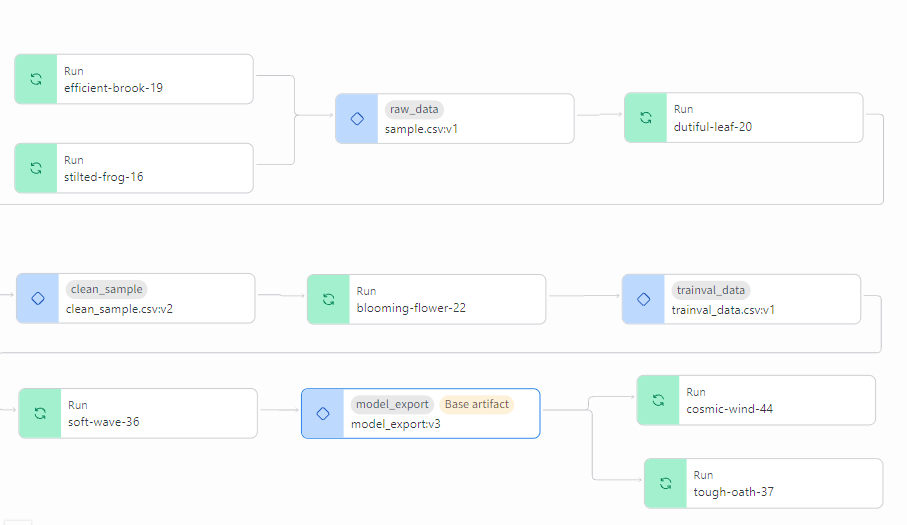 Run
efficient-brook-19
raw_data
sample.csv:v1
Run
dutiful-leaf-20
Run
stilted-frog-16
clean_sample
clean_sample.csv:v2
Run
blooming-flower-22
trainval_data
trainval_data.csv:v1
Run
soft-wave-36
model_export Base artifact
model_export:v3
Run
cosmic-wind-44
Run
tough-oath-37